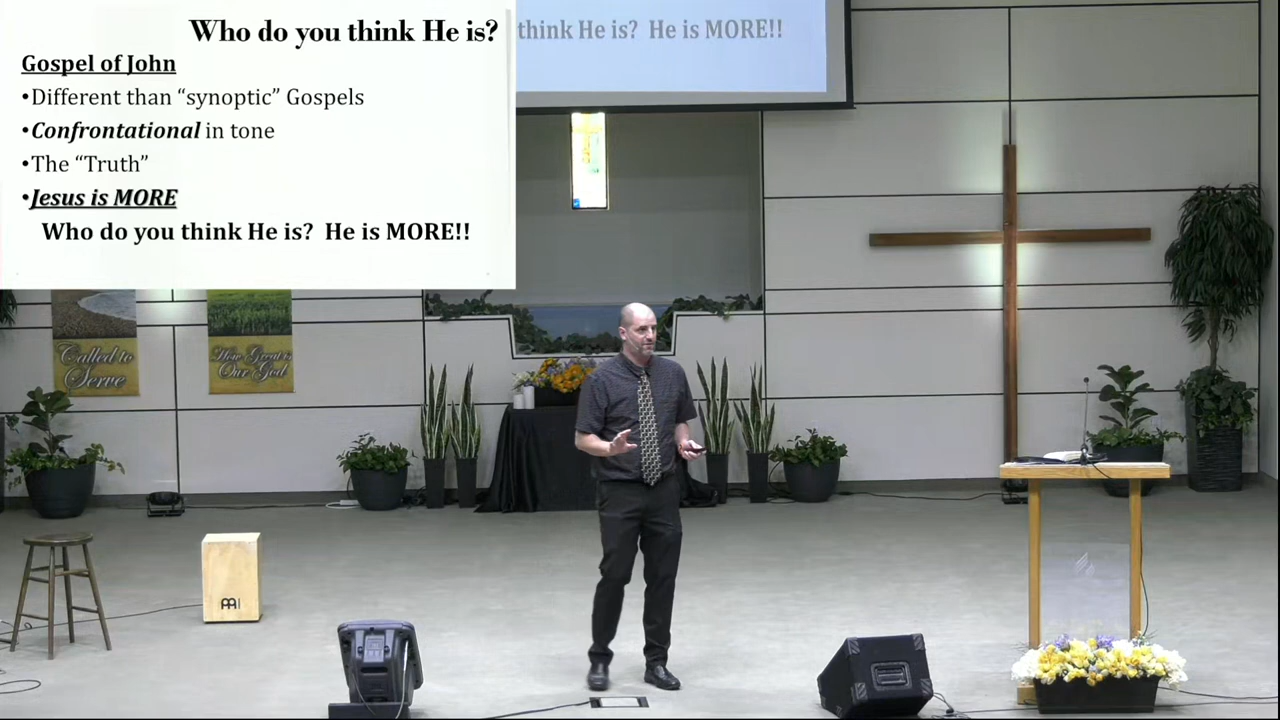 Who do you think He is?
think He is?  He is MORE!!
Gospel of John
•Different than “synoptic” Gospels
•Confrontational in tone
•The “Truth”
•Jesus is MORE
Who do you think He is?  He is MORE!!
Called to
Serve
How Great is
Our God